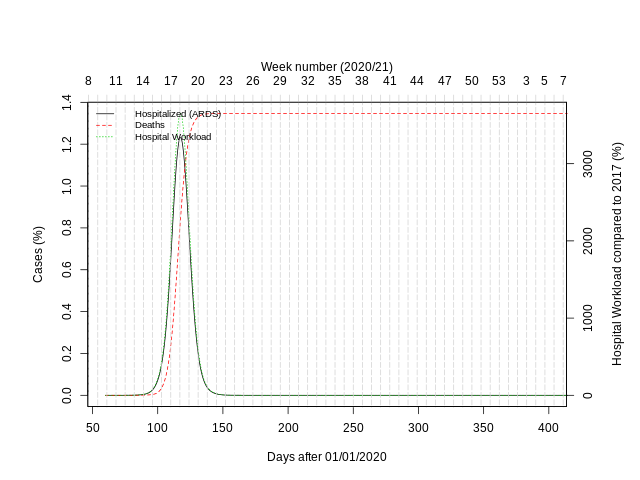 Week number (2020/21)
8 11 14 17 20 23 26 29 32 35 38 41 44 47 50 53 3 5 7
Hospitalized (ARDS)
Deaths
Hospital Workload
Cases (%)
0.0 0.2 0.4 0.6 0.8 1.0 1.2 1.4
Hospital Workload compared to 2017 (%)
0 1000 2000 3000
50 100 150 200 250 300 350 400
Days after 01/01/2020